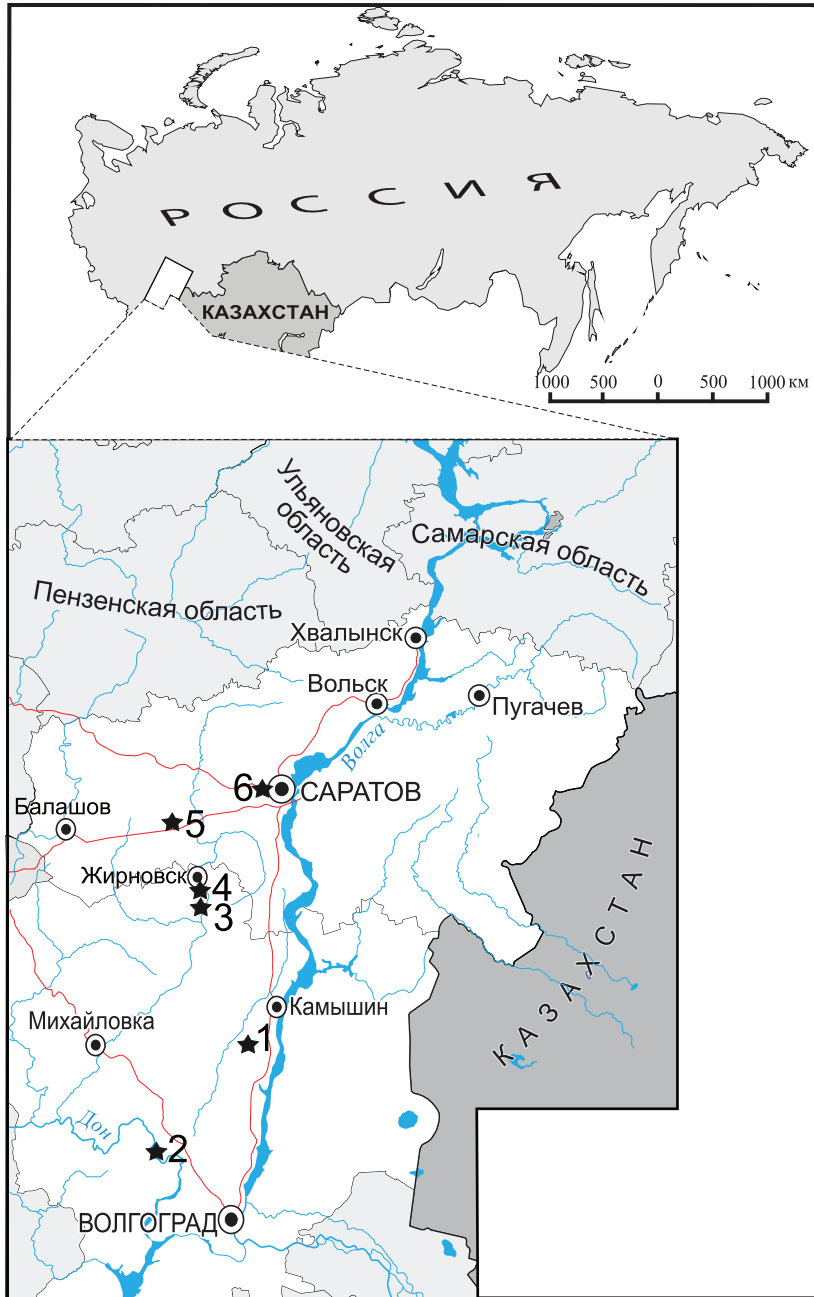 РОССИЯ
КАЗАХСТАН
1000 500 0 500 1000 км
Ульяновская
область
Самарская область
Пензенская область
Хвалынск
Вольск
Пугачев
Волга
6
САРАТОВ
Балашов
5
Жирновск
4
3
КАЗАХСТАН
Камышин
Михайловка
1
Дон
2
ВОЛГОГРАД